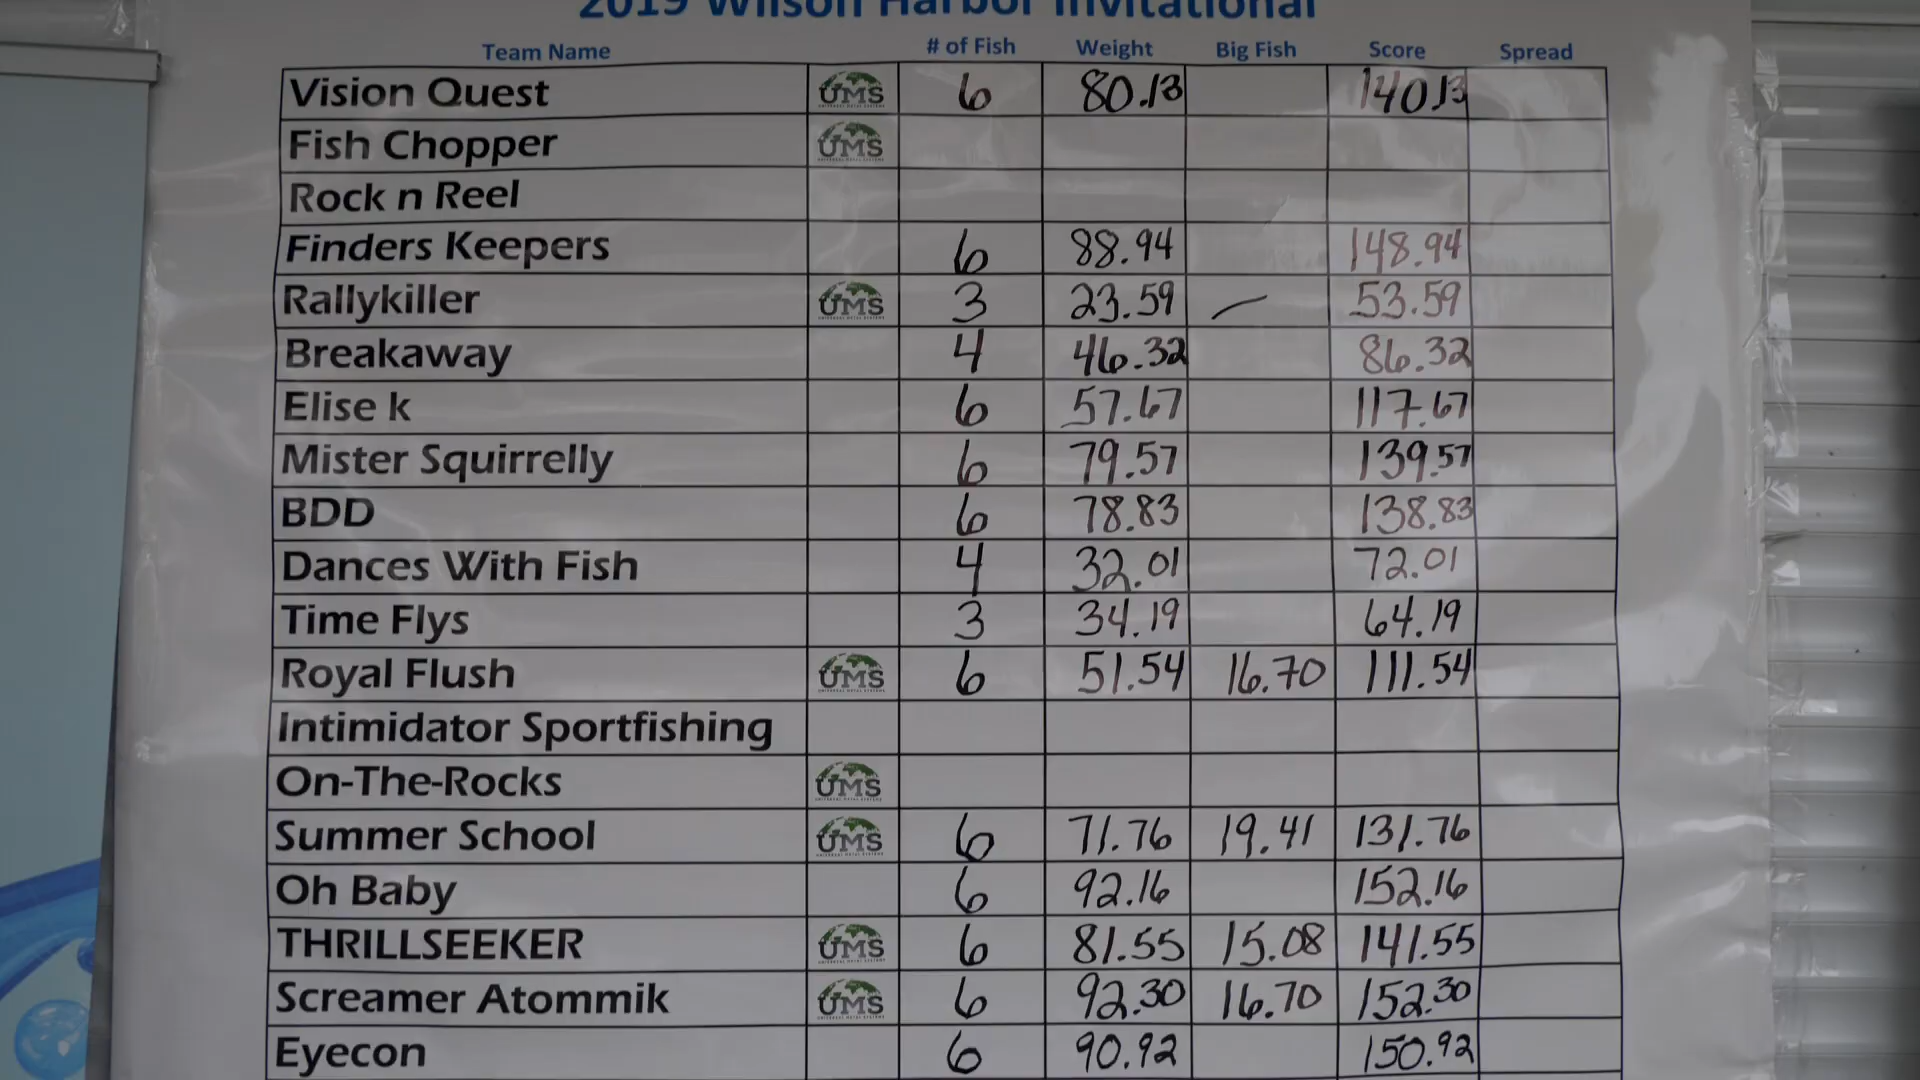 2019 Wilson Harbor Invitational
Team Name # of Fish Weight Big Fish Score Spread
Vision Quest UMS 6 80.13 140.13
Fish Chopper UMS
Rock n Reel
Finders Keepers 6 88.94 148.94
Rallykiller UMS 3 23.59 — 53.59
Breakaway 4 46.32 86.32
Elise k 6 57.67 117.67
Mister Squirrelly 6 79.57 139.57
BDD 6 78.83 138.83
Dances With Fish 4 32.01 72.01
Time Flys 3 34.19 64.19
Royal Flush UMS 6 51.54 16.70 111.54
Intimidator Sportfishing
On-The-Rocks UMS
Summer School UMS 6 71.76 19.41 131.76
Oh Baby 6 92.16 152.16
THRILLSEEKER UMS 6 81.55 15.08 141.55
Screamer Atommik UMS 6 92.30 16.70 152.30
Eyecon 6 90.92 150.92